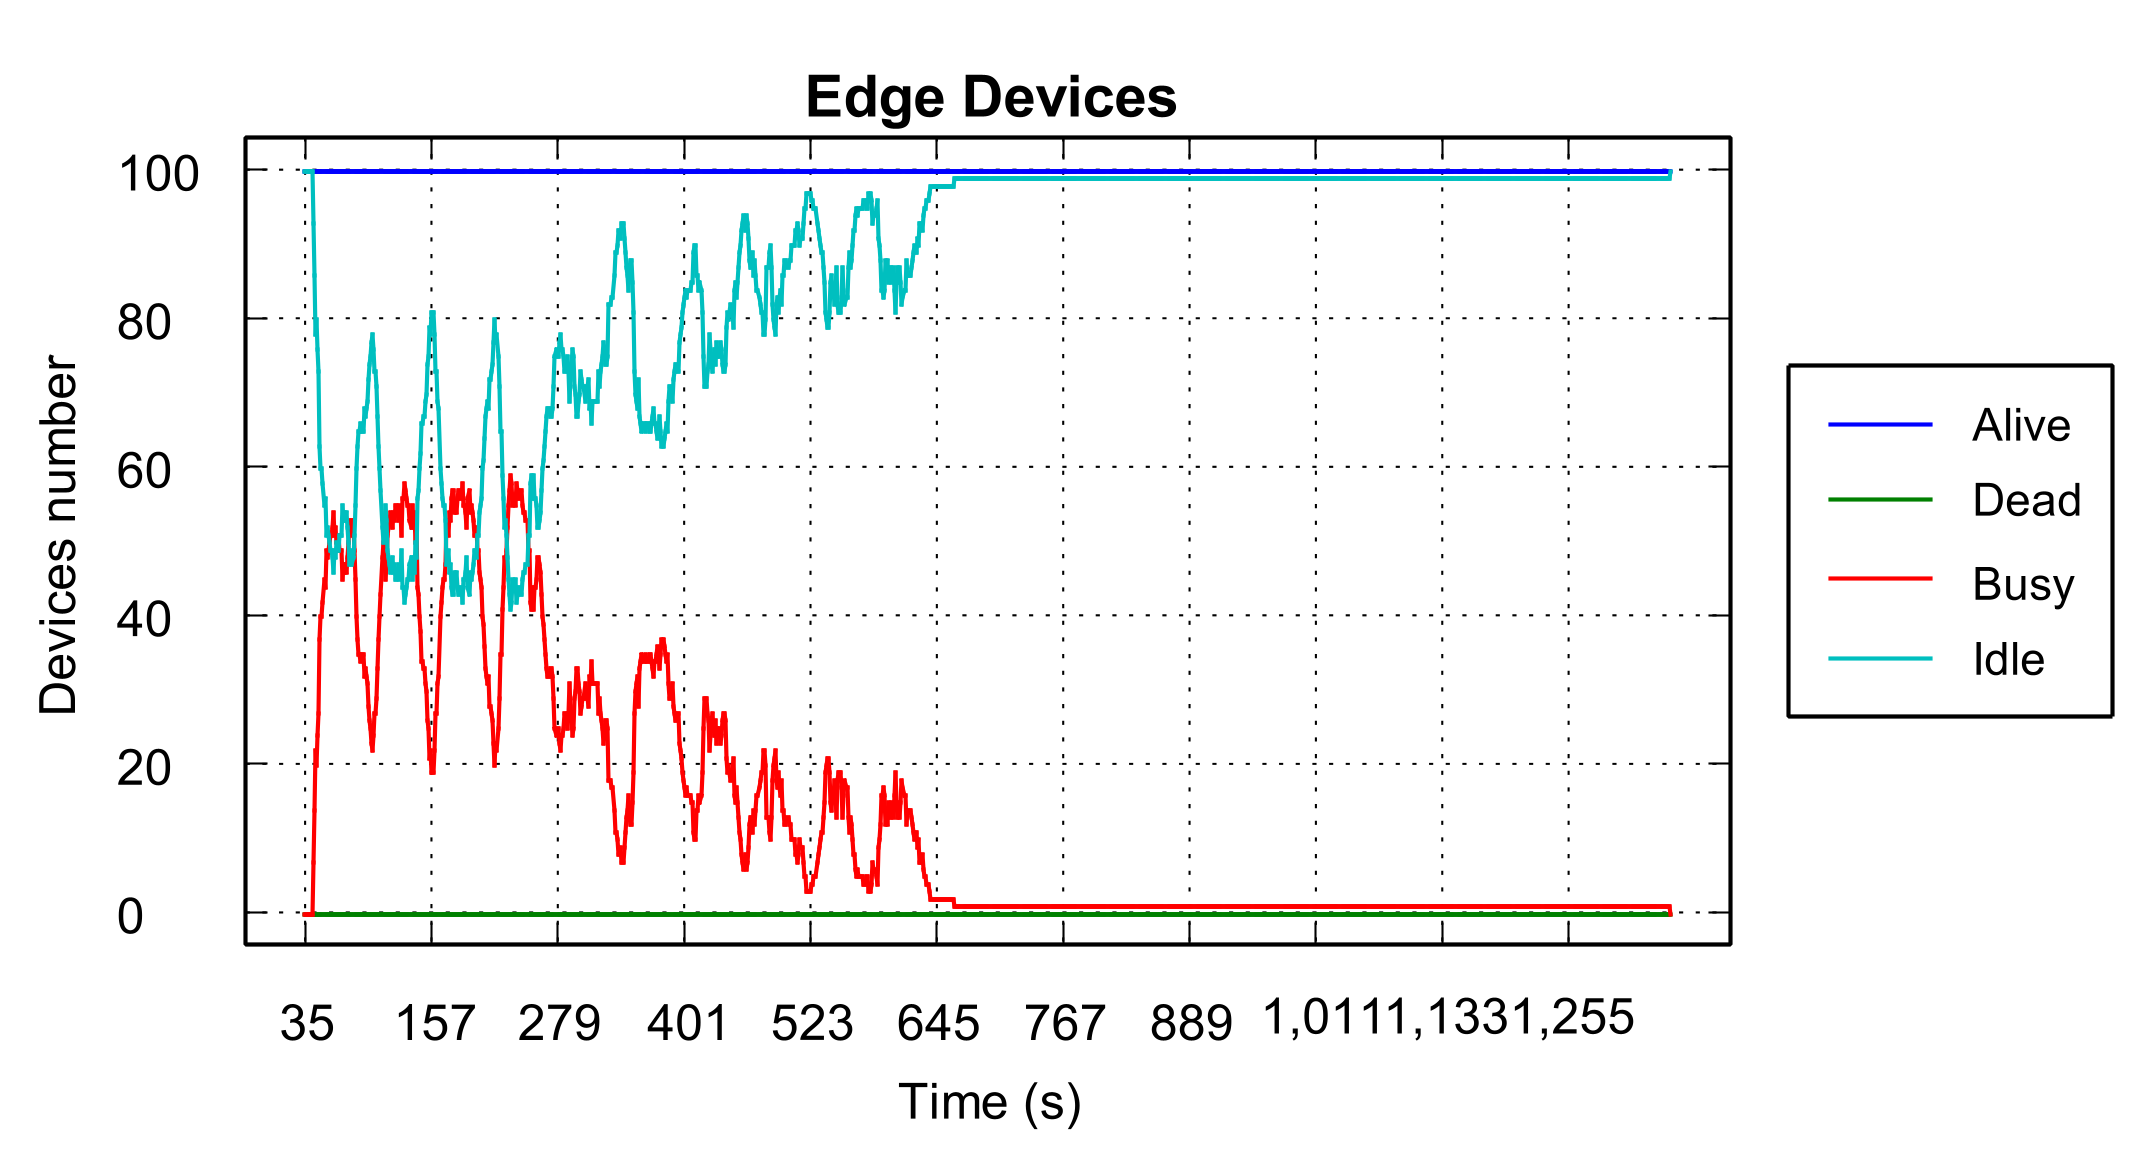 Edge Devices
100
80
60
40
20
0
Devices number
35 157 279 401 523 645 767 889 1,0111,1331,255
Time (s)
Alive
Dead
Busy
Idle